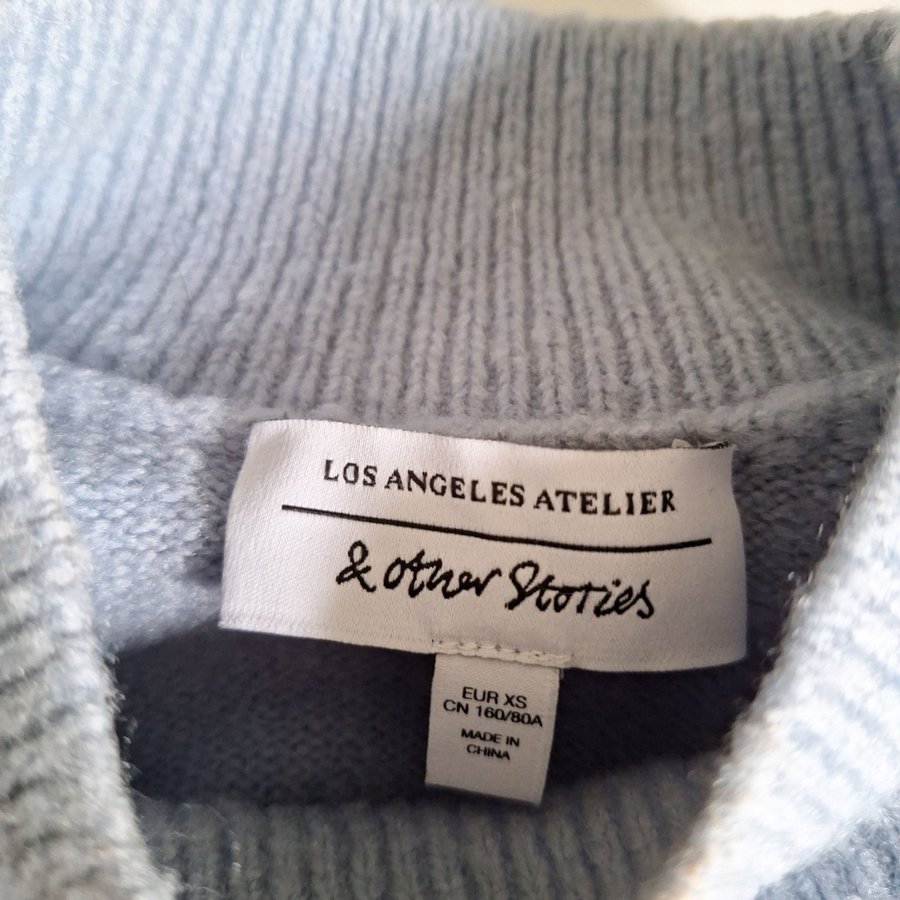 LOS ANGELES ATELIER
& other Stories
EUR XS
CN 160/80A
MADE IN
CHINA